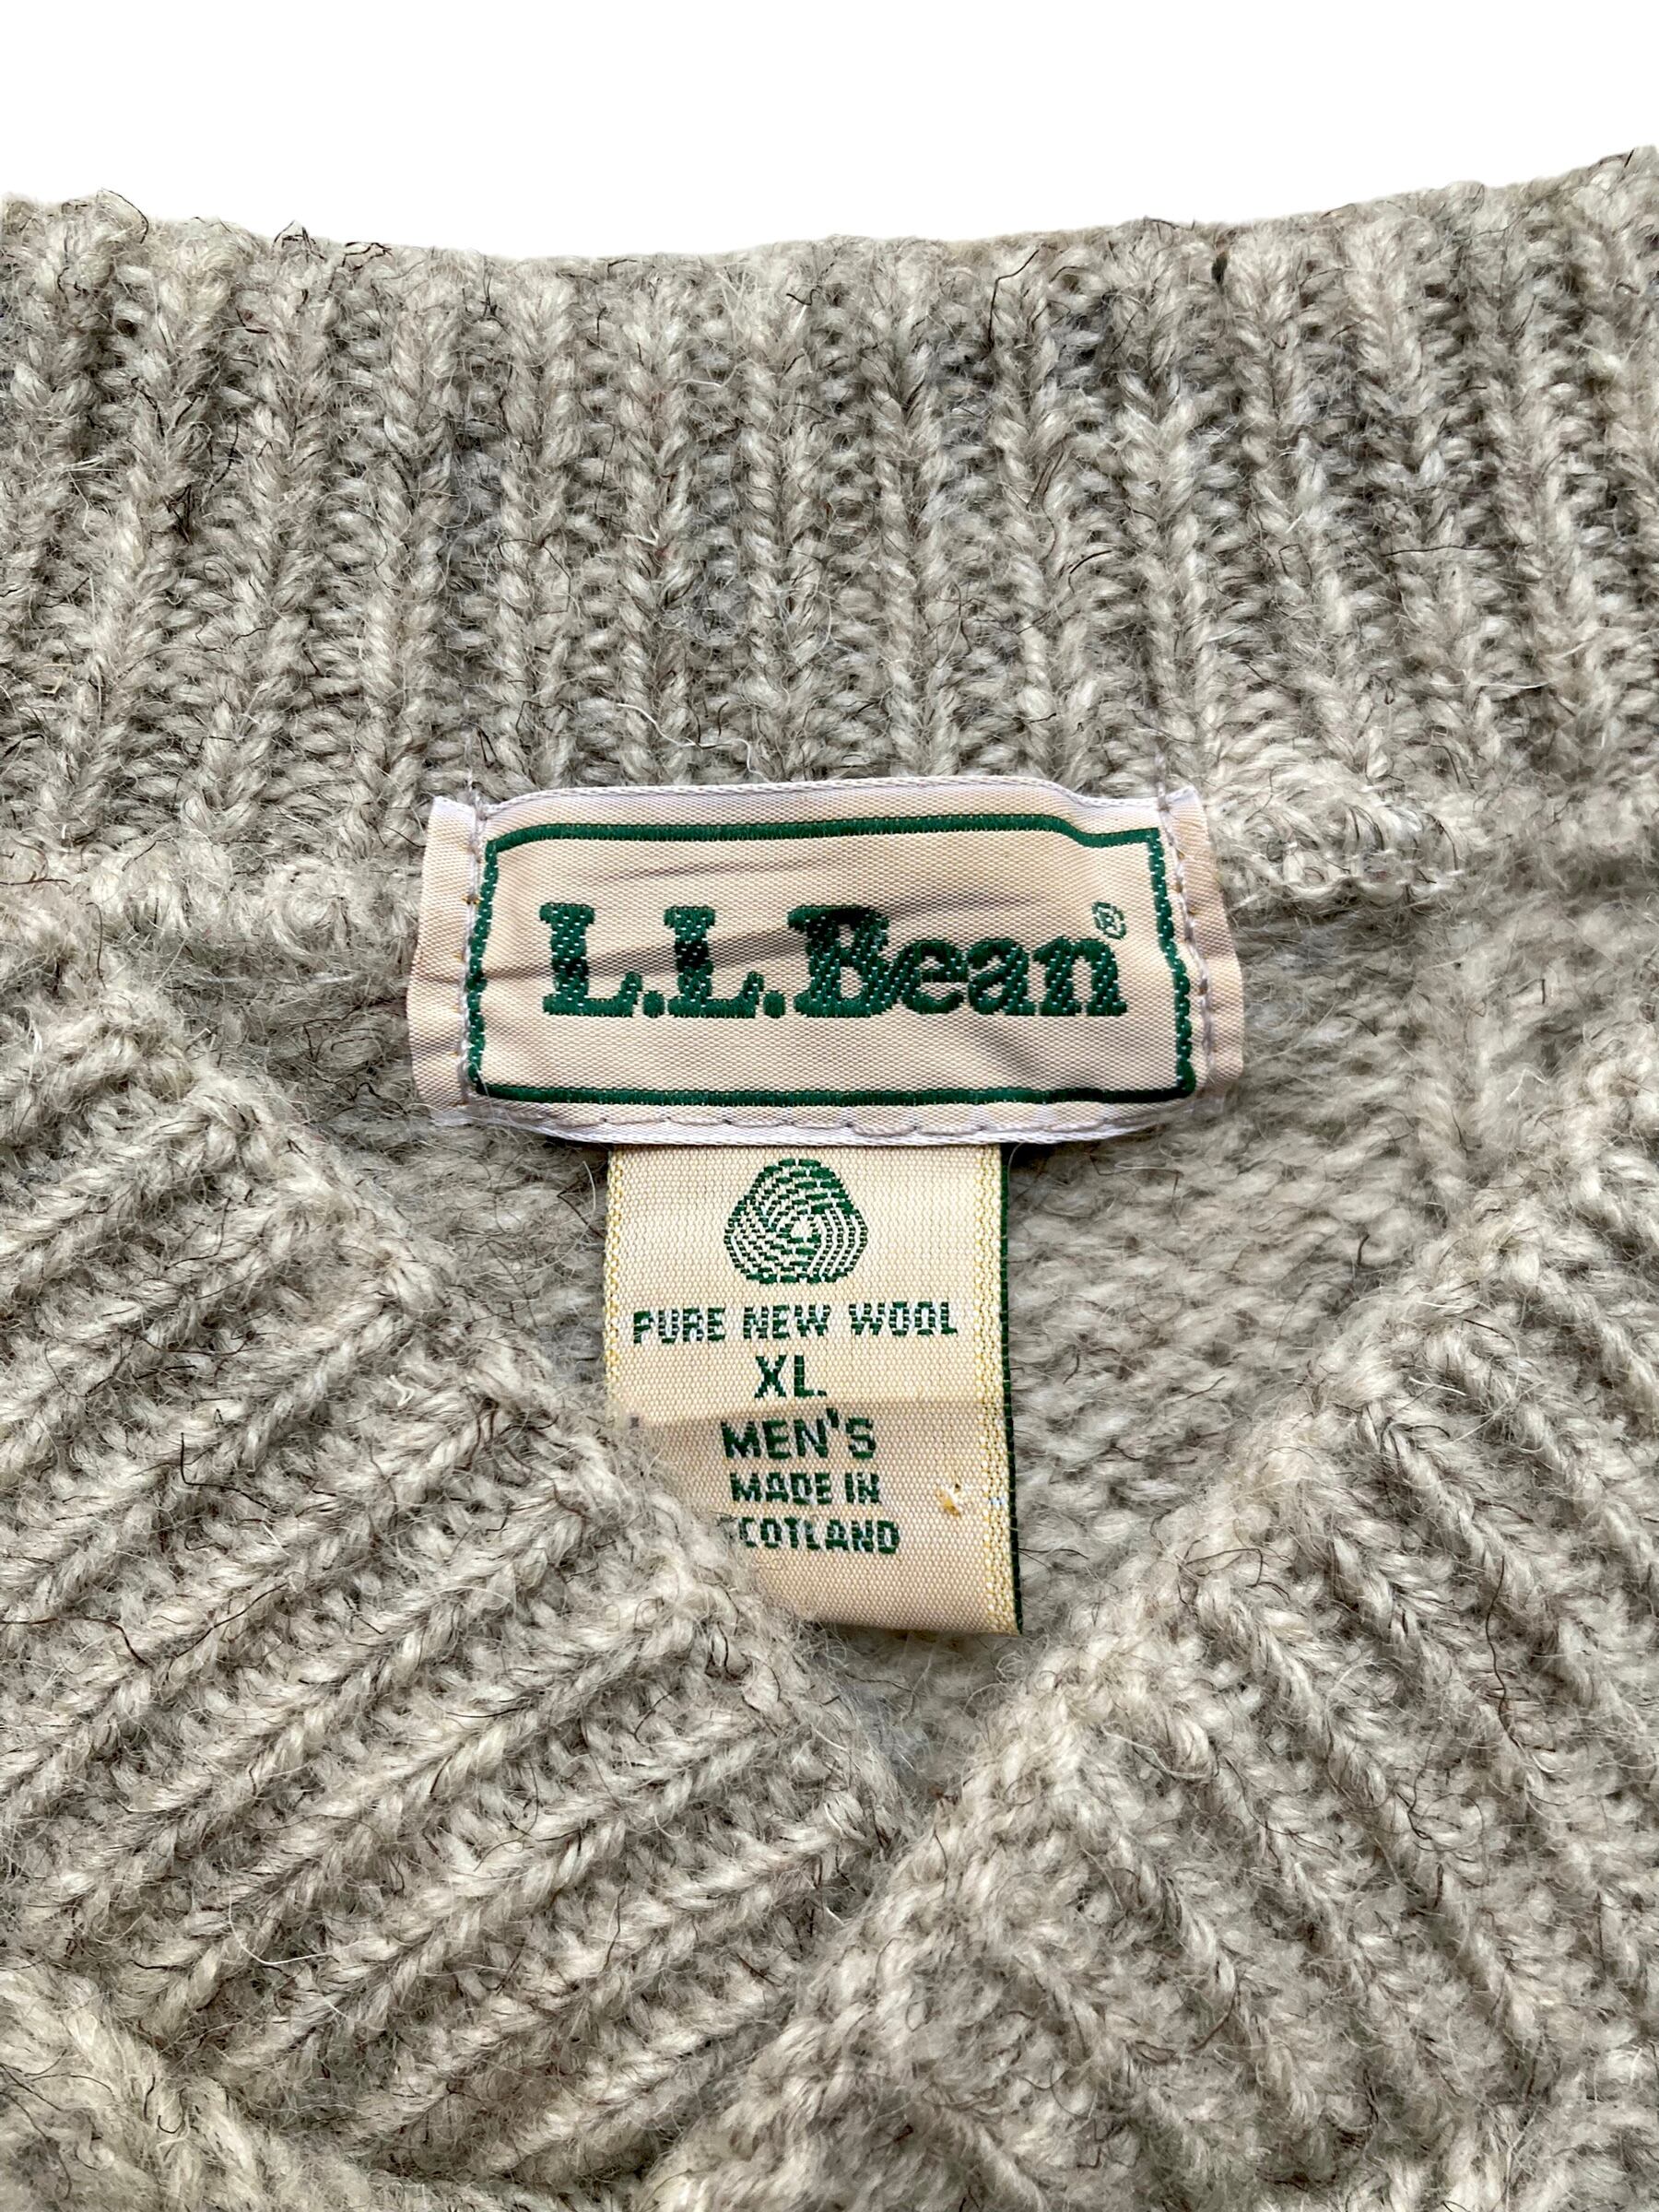 L.L.Bean®
PURE NEW WOOL
XL
MEN'S
MADE IN
SCOTLAND